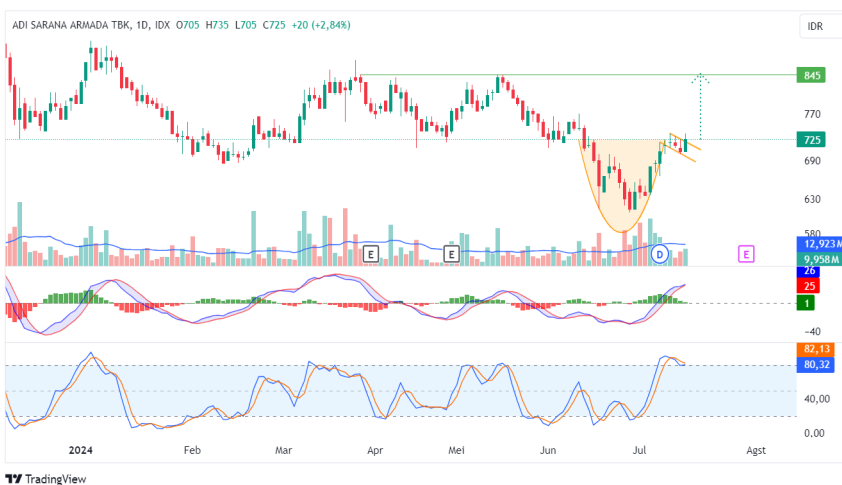 ADI SARANA ARMADA TBK, 1D, IDX O705 H735 L705 C725 +20 (+2,84%)
IDR
845
770
725
690
630
580
E
E
D
E
12,923M
9,958M
26
25
1
−40
82,13
80,32
40,00
0,00
2024
Feb
Mar
Apr
Mei
Jun
Jul
Agst
TradingView